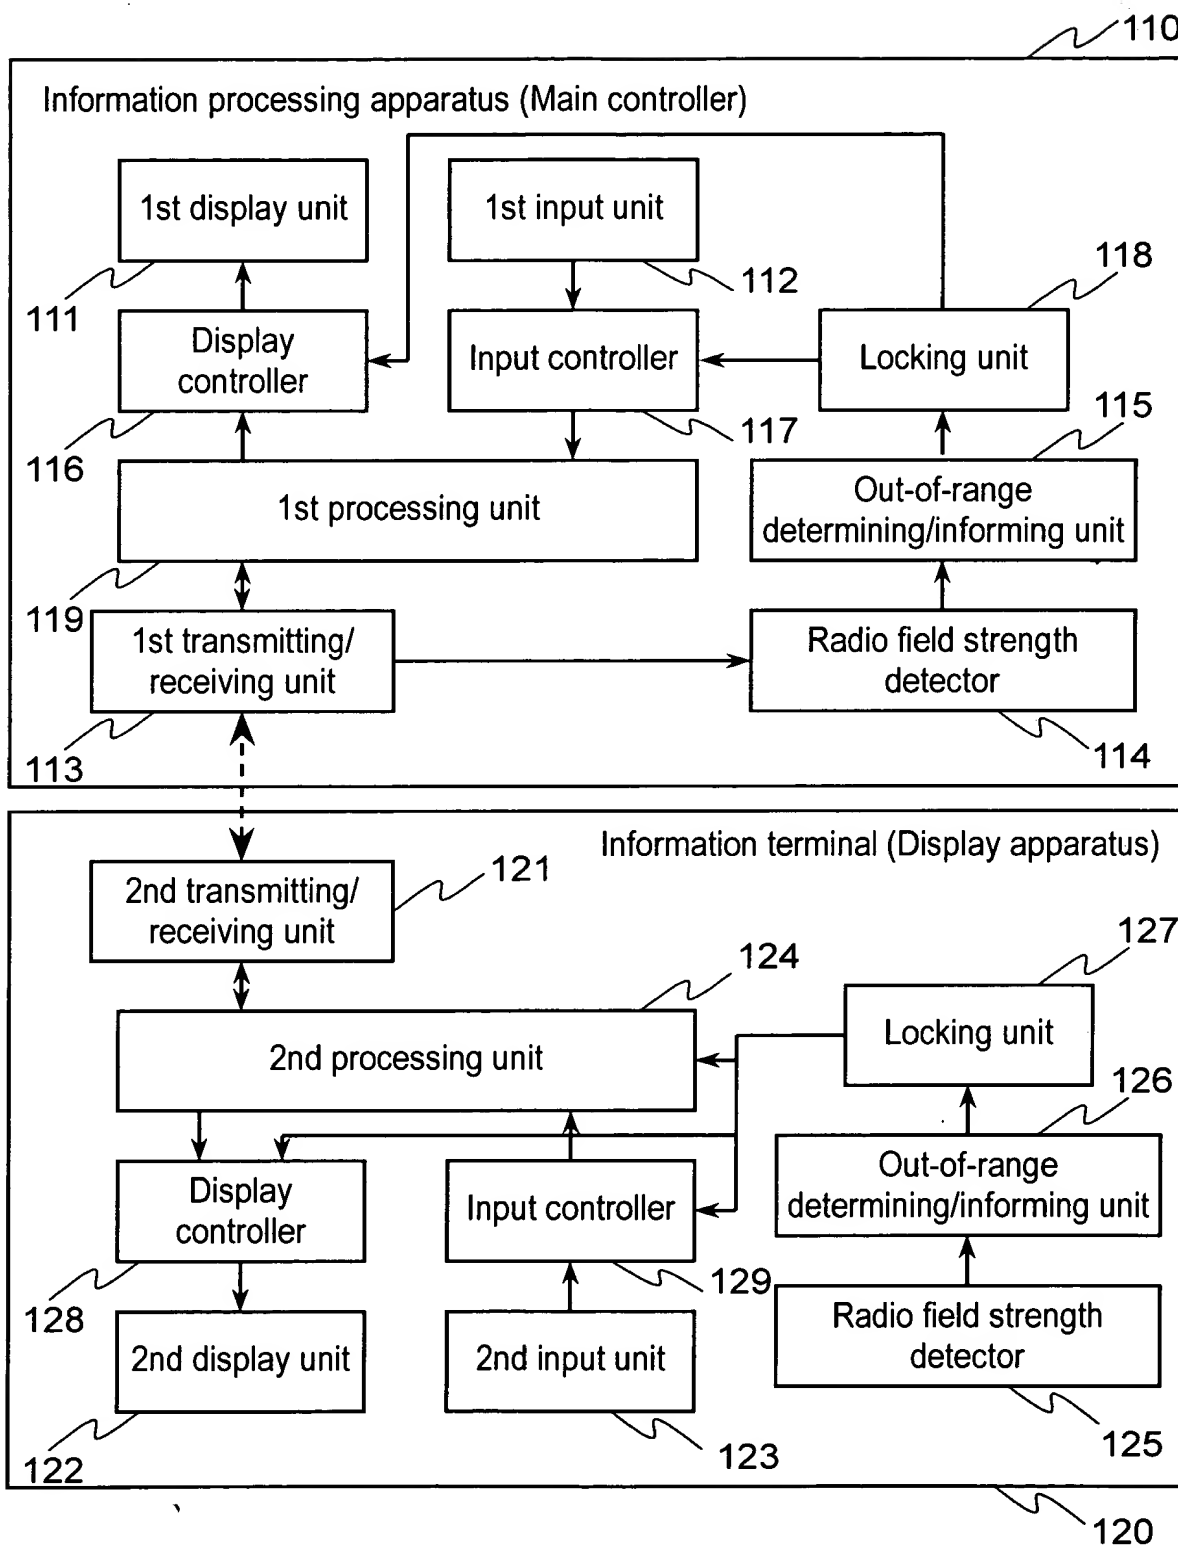 110
Information processing apparatus (Main controller)
1st display unit
1st input unit
111
112
118
Display
controller
Input controller
Locking unit
116
117
115
1st processing unit
Out-of-range
determining/informing unit
119
1st transmitting/
receiving unit
Radio field strength
detector
113
114
Information terminal (Display apparatus)
2nd transmitting/
receiving unit
121
124
127
2nd processing unit
Locking unit
126
Display
controller
Input controller
Out-of-range
determining/informing unit
128
129
2nd display unit
2nd input unit
Radio field strength
detector
122
123
125
120